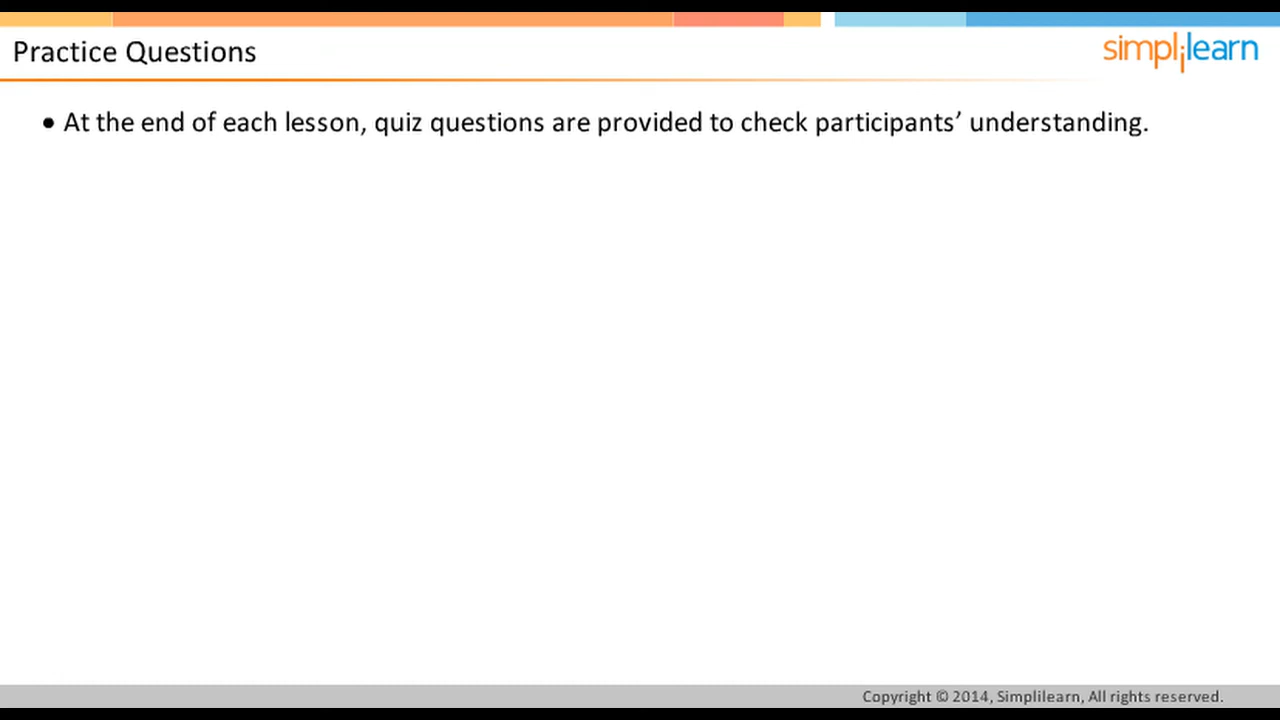 Practice Questions
simplilearn
• At the end of each lesson, quiz questions are provided to check participants’ understanding.
Copyright © 2014, Simplilearn, All rights reserved.